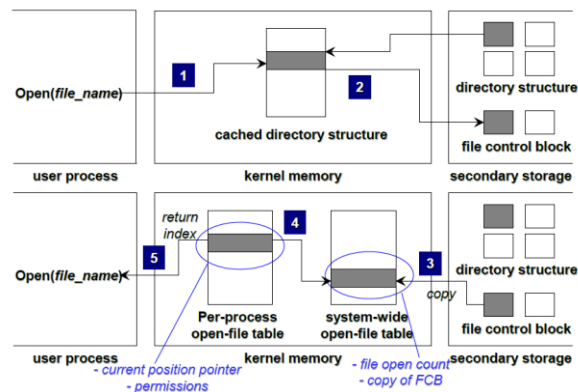 1
2
Open(file_name)
directory structure
cached directory structure
file control block
user process
kernel memory
secondary storage
return
index
4
5
3
Open(file_name)
copy
directory structure
Per-process
open-file table
system-wide
open-file table
file control block
user process
kernel memory
secondary storage
- current position pointer
- permissions
- file open count
- copy of FCB